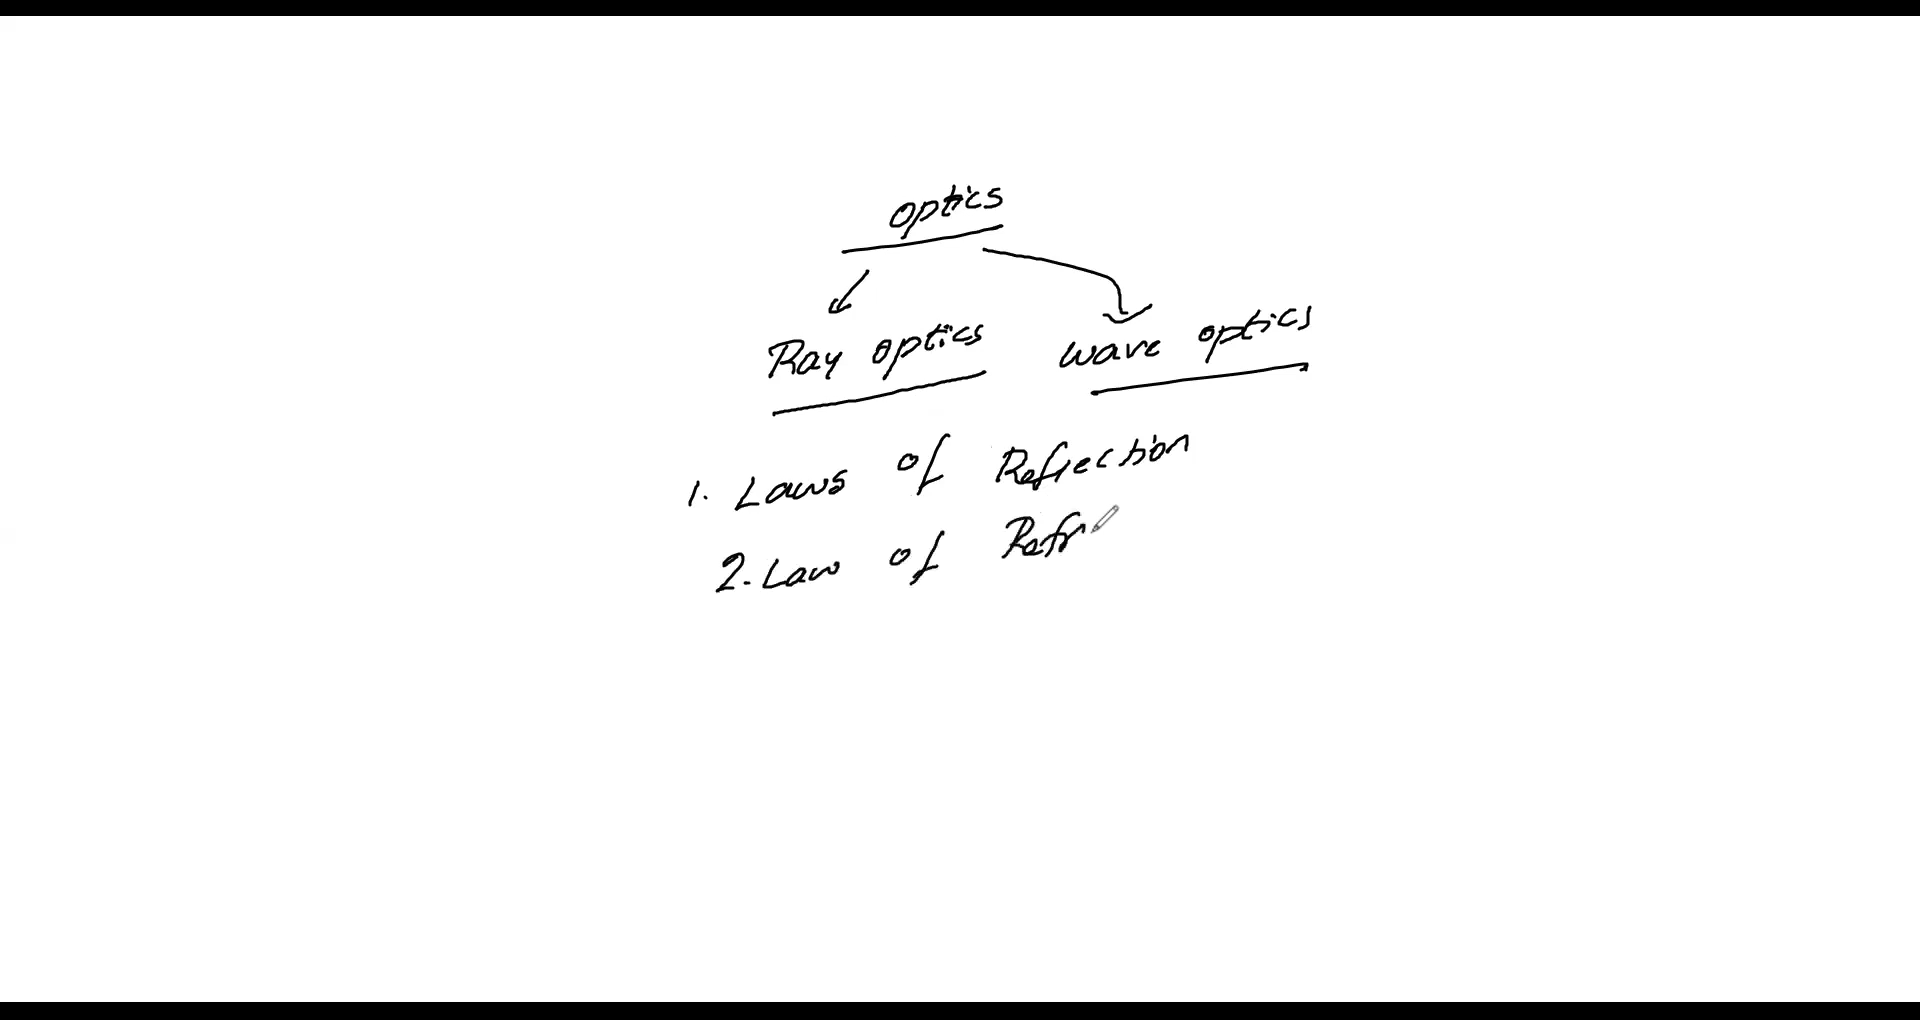 optics
Ray optics wave optics
1. Laws of Reflection
2. Law of Refr